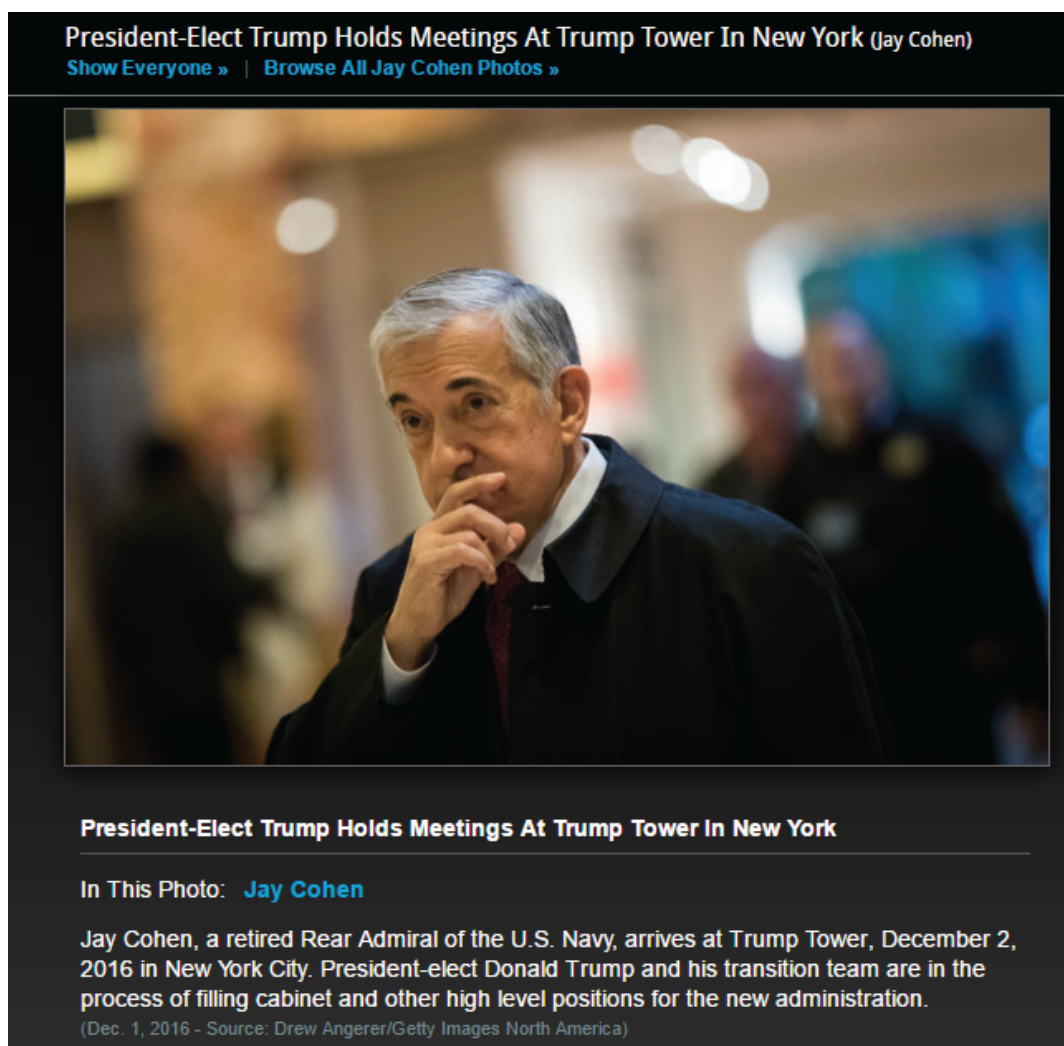 President-Elect Trump Holds Meetings At Trump Tower In New York (Jay Cohen)
Show Everyone » | Browse All Jay Cohen Photos »
President-Elect Trump Holds Meetings At Trump Tower In New York
In This Photo: Jay Cohen
Jay Cohen, a retired Rear Admiral of the U.S. Navy, arrives at Trump Tower, December 2,
2016 in New York City. President-elect Donald Trump and his transition team are in the
process of filling cabinet and other high level positions for the new administration.
(Dec. 1, 2016 - Source: Drew Angerer/Getty Images North America)